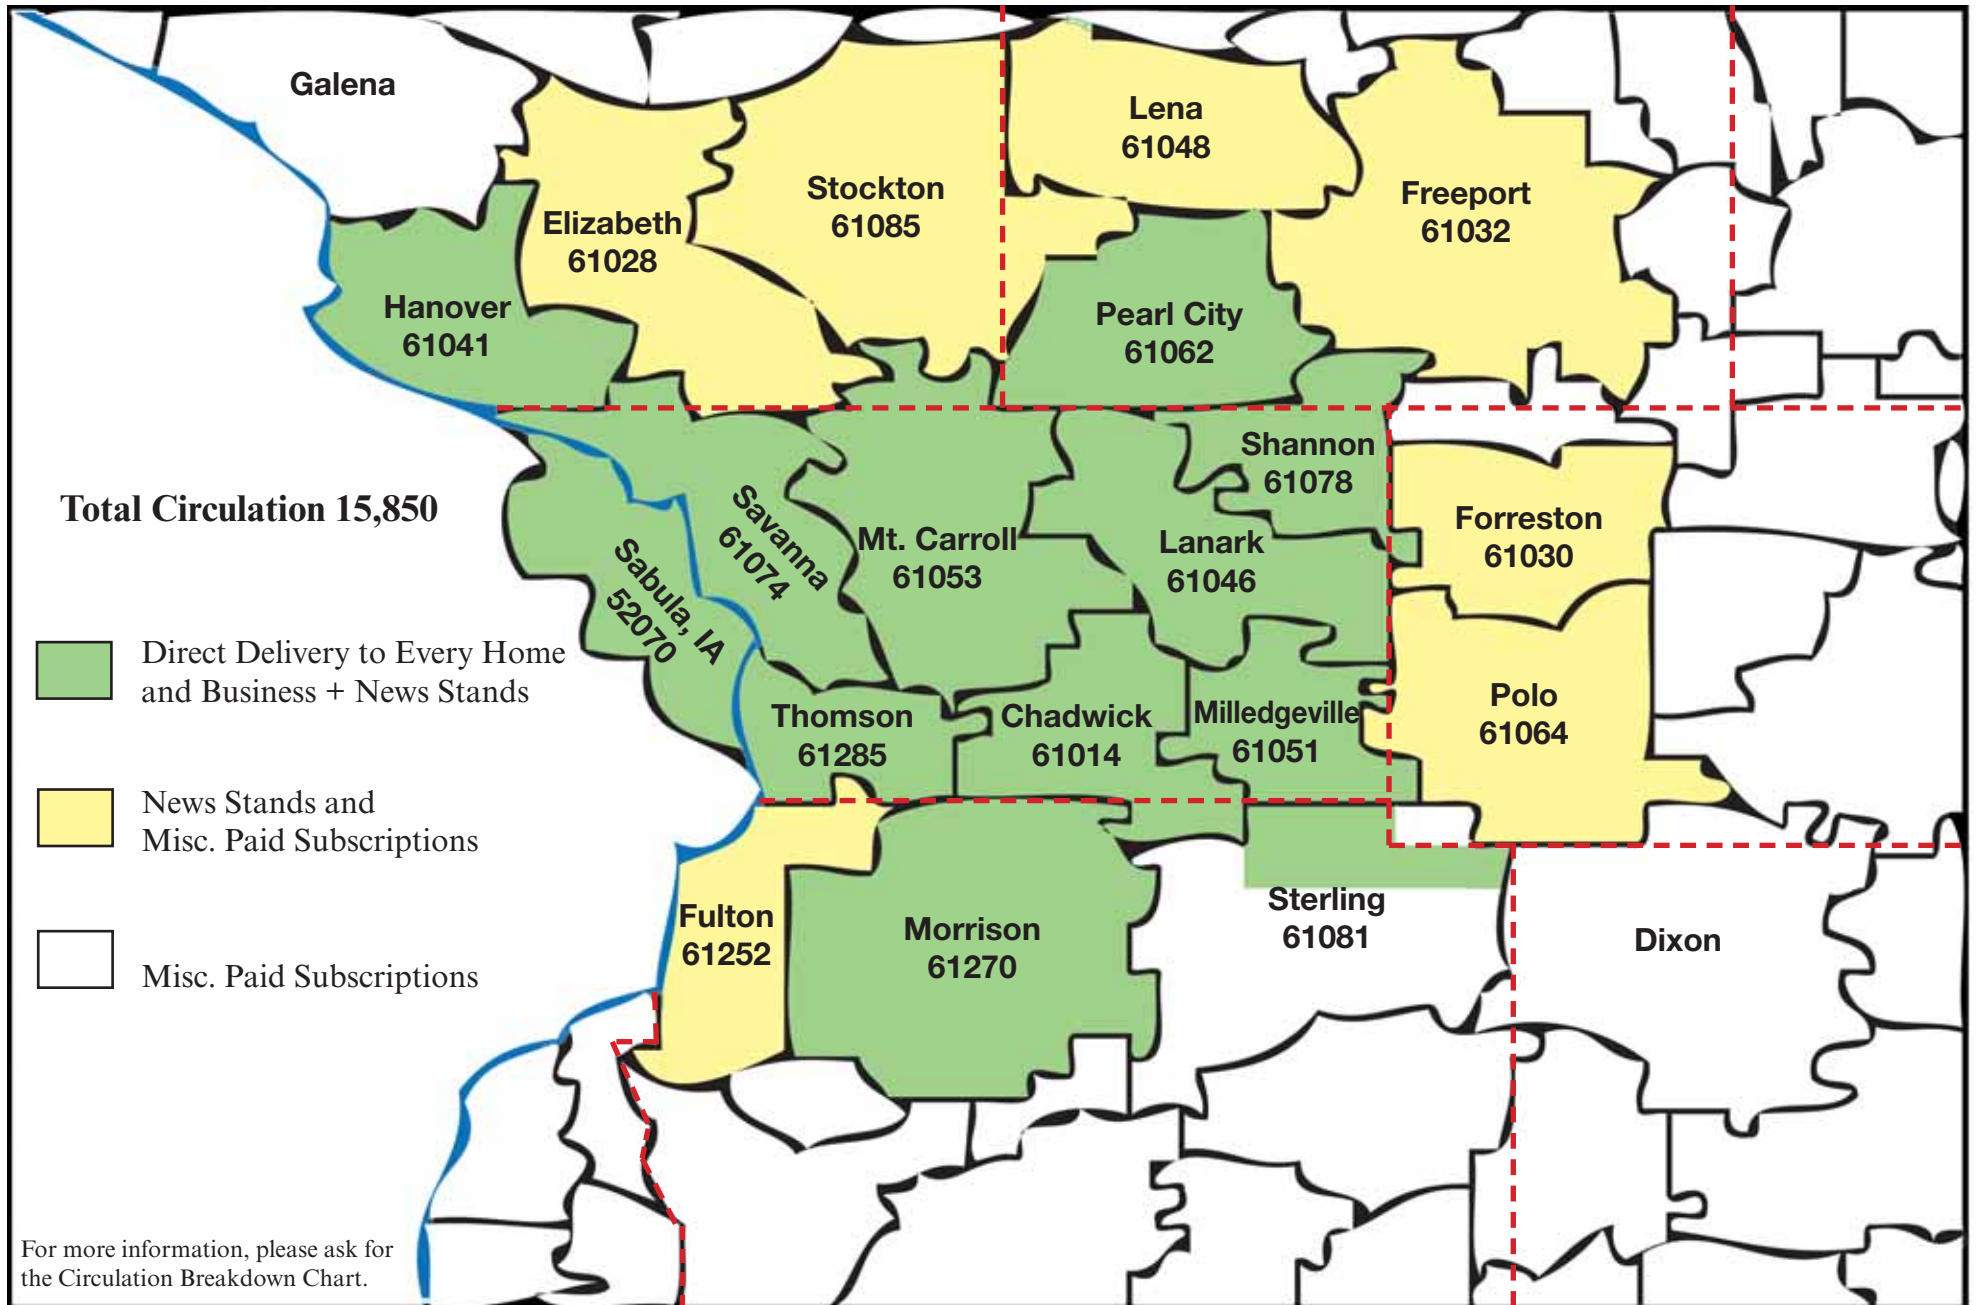 Galena
Lena
61048
Stockton
61085
Freeport
61032
Elizabeth
61028
Hanover
61041
Pearl City
61062
Shannon
61078
Total Circulation 15,850
Savanna
61074
Mt. Carroll
61053
Lanark
61046
Forreston
61030
Sabula, IA
52070
Direct Delivery to Every Home
and Business + News Stands
Thomson
61285
Chadwick
61014
Milledgeville
61051
Polo
61064
News Stands and
Misc. Paid Subscriptions
Fulton
61252
Morrison
61270
Sterling
61081
Dixon
Misc. Paid Subscriptions
For more information, please ask for
the Circulation Breakdown Chart.